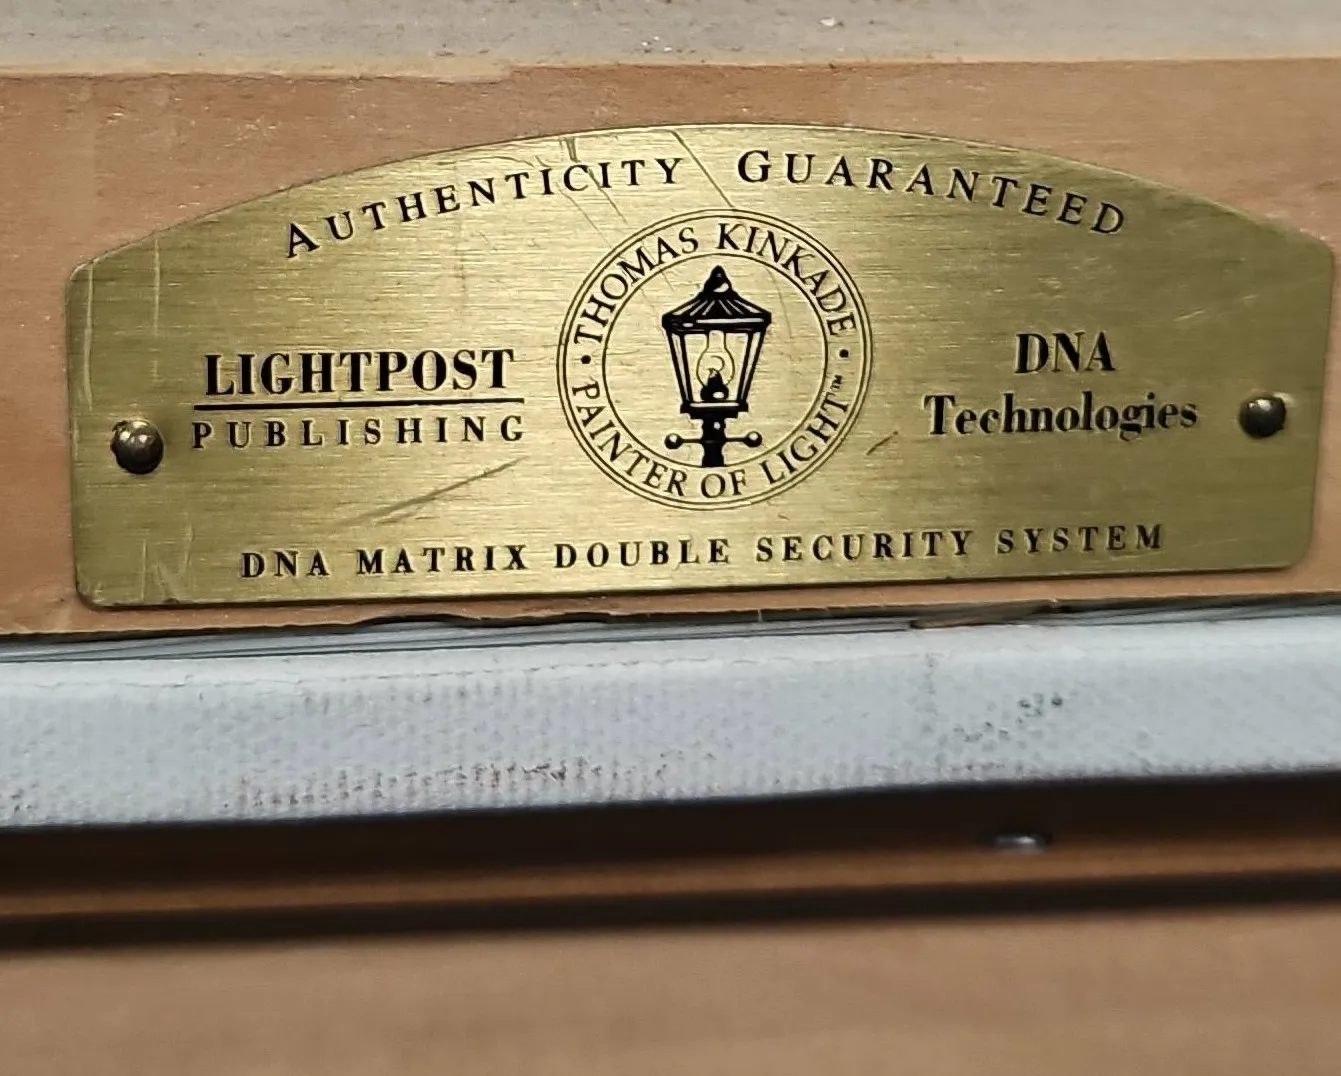 AUTHENTICITY GUARANTEED
LIGHTPOST
PUBLISHING
· THOMAS KINKADE ·
PAINTER OF LIGHT™
DNA
Technologies
DNA MATRIX DOUBLE SECURITY SYSTEM